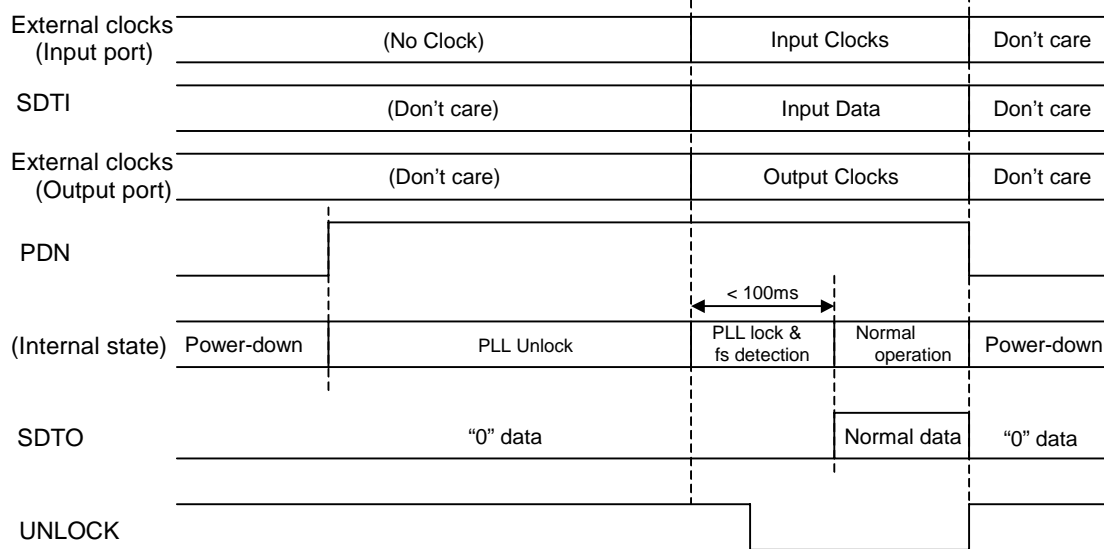 External clocks
(Input port)
(No Clock)
Input Clocks
Don’t care
SDTI
(Don’t care)
Input Data
Don’t care
External clocks
(Output port)
(Don’t care)
Output Clocks
Don’t care
PDN
< 100ms
(Internal state)
Power-down
PLL Unlock
PLL lock &
fs detection
Normal
operation
Power-down
SDTO
“0” data
Normal data
“0” data
UNLOCK